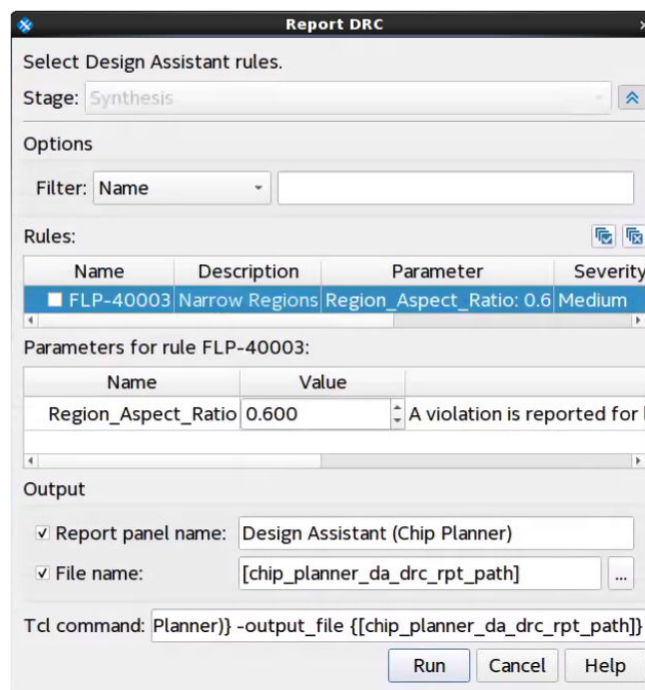 Report DRC
Select Design Assistant rules.
Stage: Synthesis
Options
Filter: Name
Rules:
Name Description Parameter Severity
FLP-40003 Narrow Regions Region_Aspect_Ratio: 0.6 Medium
Parameters for rule FLP-40003:
Name Value
Region_Aspect_Ratio 0.600 A violation is reported for
Output
Report panel name: Design Assistant (Chip Planner)
File name: [chip_planner_da_drc_rpt_path] ...
Tcl command: Planner)} -output_file {[chip_planner_da_drc_rpt_path]}
Run Cancel Help